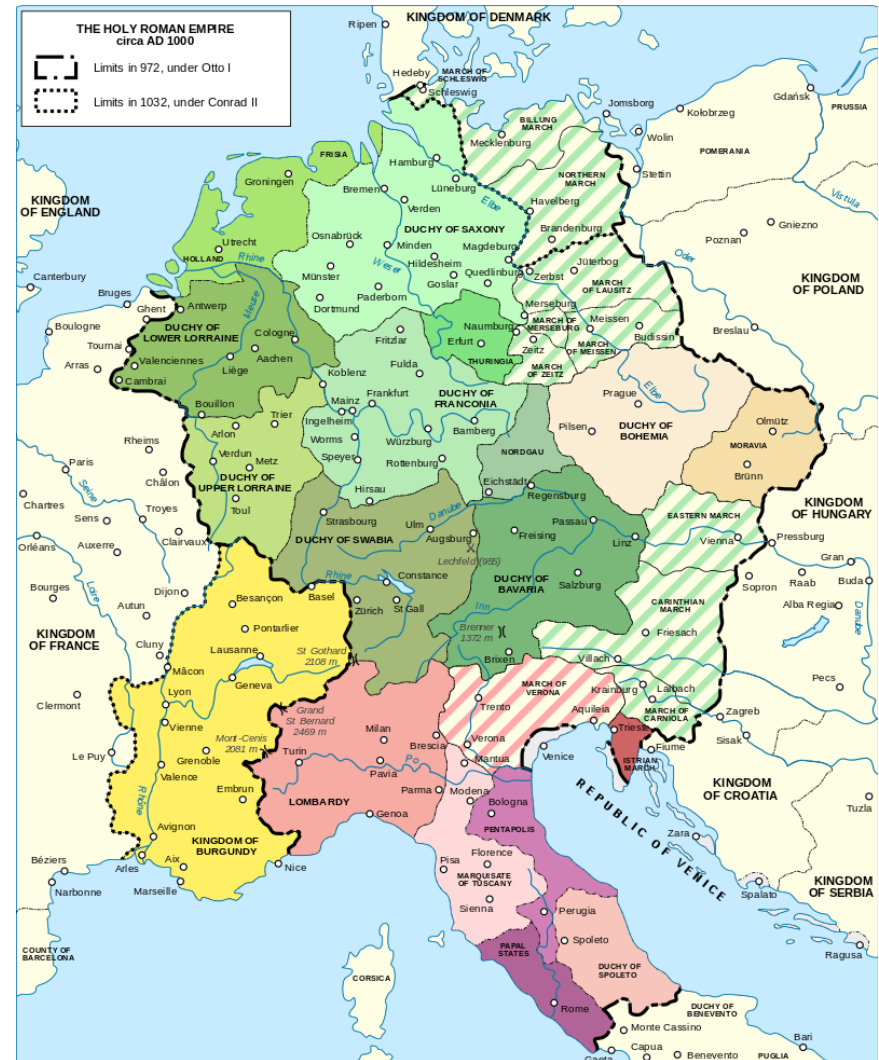 THE HOLY ROMAN EMPIRE
circa AD 1000
Limits in 972, under Otto I
Limits in 1032, under Conrad II
KINGDOM OF DENMARK
Ripen
Hedeby
MARCH OF
SCHLESWIG
Schleswig
Gdańsk
PRUSSIA
Jomsborg
Kołobrzeg
Wolin
POMERANIA
Stettin
BILLUNG
MARCH
Mecklenburg
NORTHERN
MARCH
Havelberg
Brandenburg
Vistula
FRISIA
Groningen
Hamburg
Bremen
Lüneburg
Verden
Elbe
KINGDOM
OF ENGLAND
Canterbury
Utrecht
HOLLAND
Rhine
Osnabrück
DUCHY OF SAXONY
Minden
Magdeburg
Weser
Hildesheim
Münster
Goslar
Quedlinburg
Paderborn
Dortmund
Zerbst
Jüterbog
MARCH
OF LAUSITZ
Gniezno
Poznan
Oder
KINGDOM
OF POLAND
Breslau
Merseburg
MARCH OF
MERSEBURG
Meissen
MARCH
OF MEISSEN
Budissin
Zeitz
MARCH
OF ZEITZ
Naumburg
Erfurt
THURINGIA
Bruges
Ghent
Antwerp
Boulogne
Tournai
Arras
Valenciennes
Cambrai
DUCHY OF
LOWER LORRAINE
Meuse
Cologne
Aachen
Liège
Bouillon
Fritzlar
Fulda
Koblenz
Frankfurt
Mainz
Ingelheim
DUCHY OF
FRANCONIA
Worms
Würzburg
Bamberg
Speyer
Rottenburg
Trier
Arlon
Verdun
Metz
DUCHY OF
UPPER LORRAINE
Toul
Elbe
Prague
Pilsen
DUCHY OF
BOHEMIA
Olmütz
MORAVIA
Brünn
NORDGAU
Eichstädt
Regensburg
Rheims
Paris
Châlon
Seine
Chartres
Sens
Troyes
Orléans
Auxerre
Clairvaux
Hirsau
Strasbourg
Danube
Ulm
Augsburg
Lechfeld (955)
DUCHY OF SWABIA
Freising
Passau
Linz
EASTERN MARCH
Vienna
KINGDOM
OF HUNGARY
Pressburg
Gran
Raab
Buda
Sopron
Alba Regia
Danube
Pecs
DUCHY OF
BAVARIA
Salzburg
Inn
Brenner
1372 m
Brixen
CARINTHIAN
MARCH
Friesach
Villach
Rhine
Constance
Basel
Zürich
St Gall
Loire
Bourges
Dijon
Autun
KINGDOM
OF FRANCE
Cluny
Mâcon
Clermont
Le Puy
Besançon
Pontarlier
Lausanne
Geneva
Lyon
Vienne
St Gothard
2108 m
Grand
St Bernard
2469 m
Mont-Cenis
2081 m
Grenoble
Valence
Embrun
Rhône
Avignon
KINGDOM OF
BURGUNDY
Arles
Aix
Marseille
Nice
Béziers
Narbonne
COUNTY OF
BARCELONA
MARCH OF
VERONA
Trento
Krainburg
Laibach
MARCH OF
CARNIOLA
Aquileia
Trieste
ISTRIAN
MARCH
Fiume
Zagreb
Sisak
Milan
Brescia
Verona
Mantua
Venice
Turin
Pavia
Po
LOMBARDY
Genoa
Parma
Modena
Bologna
PENTAPOLIS
REPUBLIC OF VENICE
KINGDOM
OF CROATIA
Tuzla
Zara
KINGDOM
OF SERBIA
Spalato
Ragusa
Pisa
Florence
MARQUISATE
OF TUSCANY
Sienna
Perugia
Spoleto
PAPAL
STATES
DUCHY OF
SPOLETO
Rome
CORSICA
DUCHY OF
BENEVENTO
Monte Cassino
Capua
Benevento
Gaeta
Bari
PUGLIA